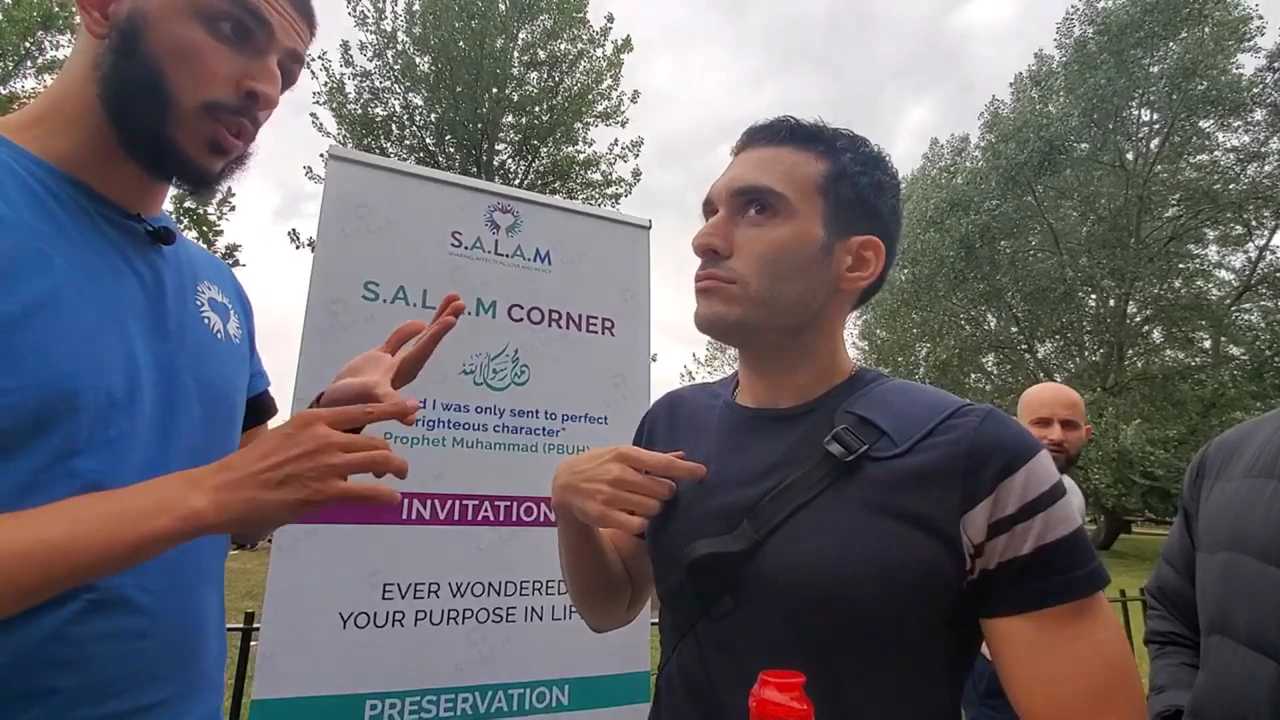 S.A.L.A.M
SHARING AFFECTION, LOVE AND MERCY
S.A.L.A.M CORNER
محمد رسول الله
I was only sent to perfect
righteous character"
Prophet Muhammad (PBUH)
INVITATION
EVER WONDERED
YOUR PURPOSE IN
PRESERVATION